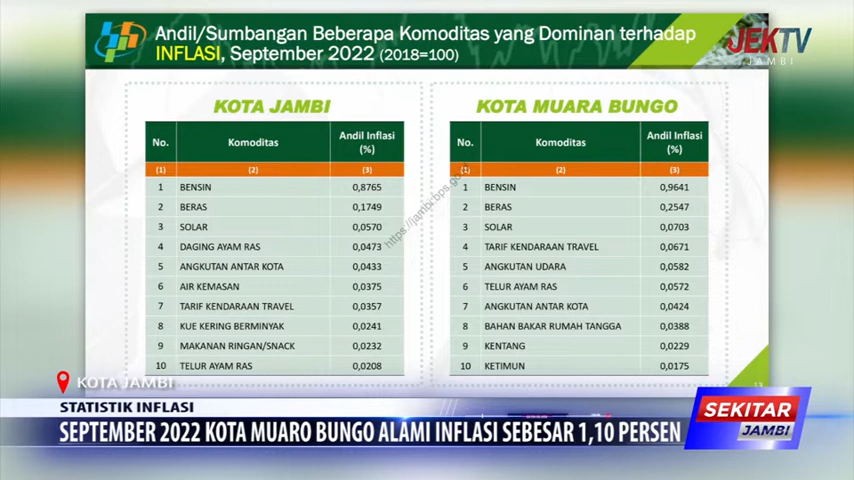 Andil/Sumbangan Beberapa Komoditas yang Dominan terhadap
INFLASI, September 2022 (2018=100)
JEKTV
JAMBI
KOTA JAMBI
No. Komoditas Andil Inflasi (%)
(1) (2) (3)
1 BENSIN 0,8765
2 BERAS 0,1749
3 SOLAR 0,0570
4 DAGING AYAM RAS 0,0473
5 ANGKUTAN ANTAR KOTA 0,0433
6 AIR KEMASAN 0,0375
7 TARIF KENDARAAN TRAVEL 0,0357
8 KUE KERING BERMINYAK 0,0241
9 MAKANAN RINGAN/SNACK 0,0232
10 TELUR AYAM RAS 0,0208
KOTA MUARA BUNGO
No. Komoditas Andil Inflasi (%)
(1) (2) (3)
1 BENSIN 0,9641
2 BERAS 0,2547
3 SOLAR 0,0703
4 TARIF KENDARAAN TRAVEL 0,0671
5 ANGKUTAN UDARA 0,0582
6 TELUR AYAM RAS 0,0572
7 ANGKUTAN ANTAR KOTA 0,0424
8 BAHAN BAKAR RUMAH TANGGA 0,0388
9 KENTANG 0,0229
10 KETIMUN 0,0175
https://jambi.bps.go.id
13
KOTA JAMBI
STATISTIK INFLASI
SEPTEMBER 2022 KOTA MUARO BUNGO ALAMI INFLASI SEBESAR 1,10 PERSEN
SEKITAR
JAMBI